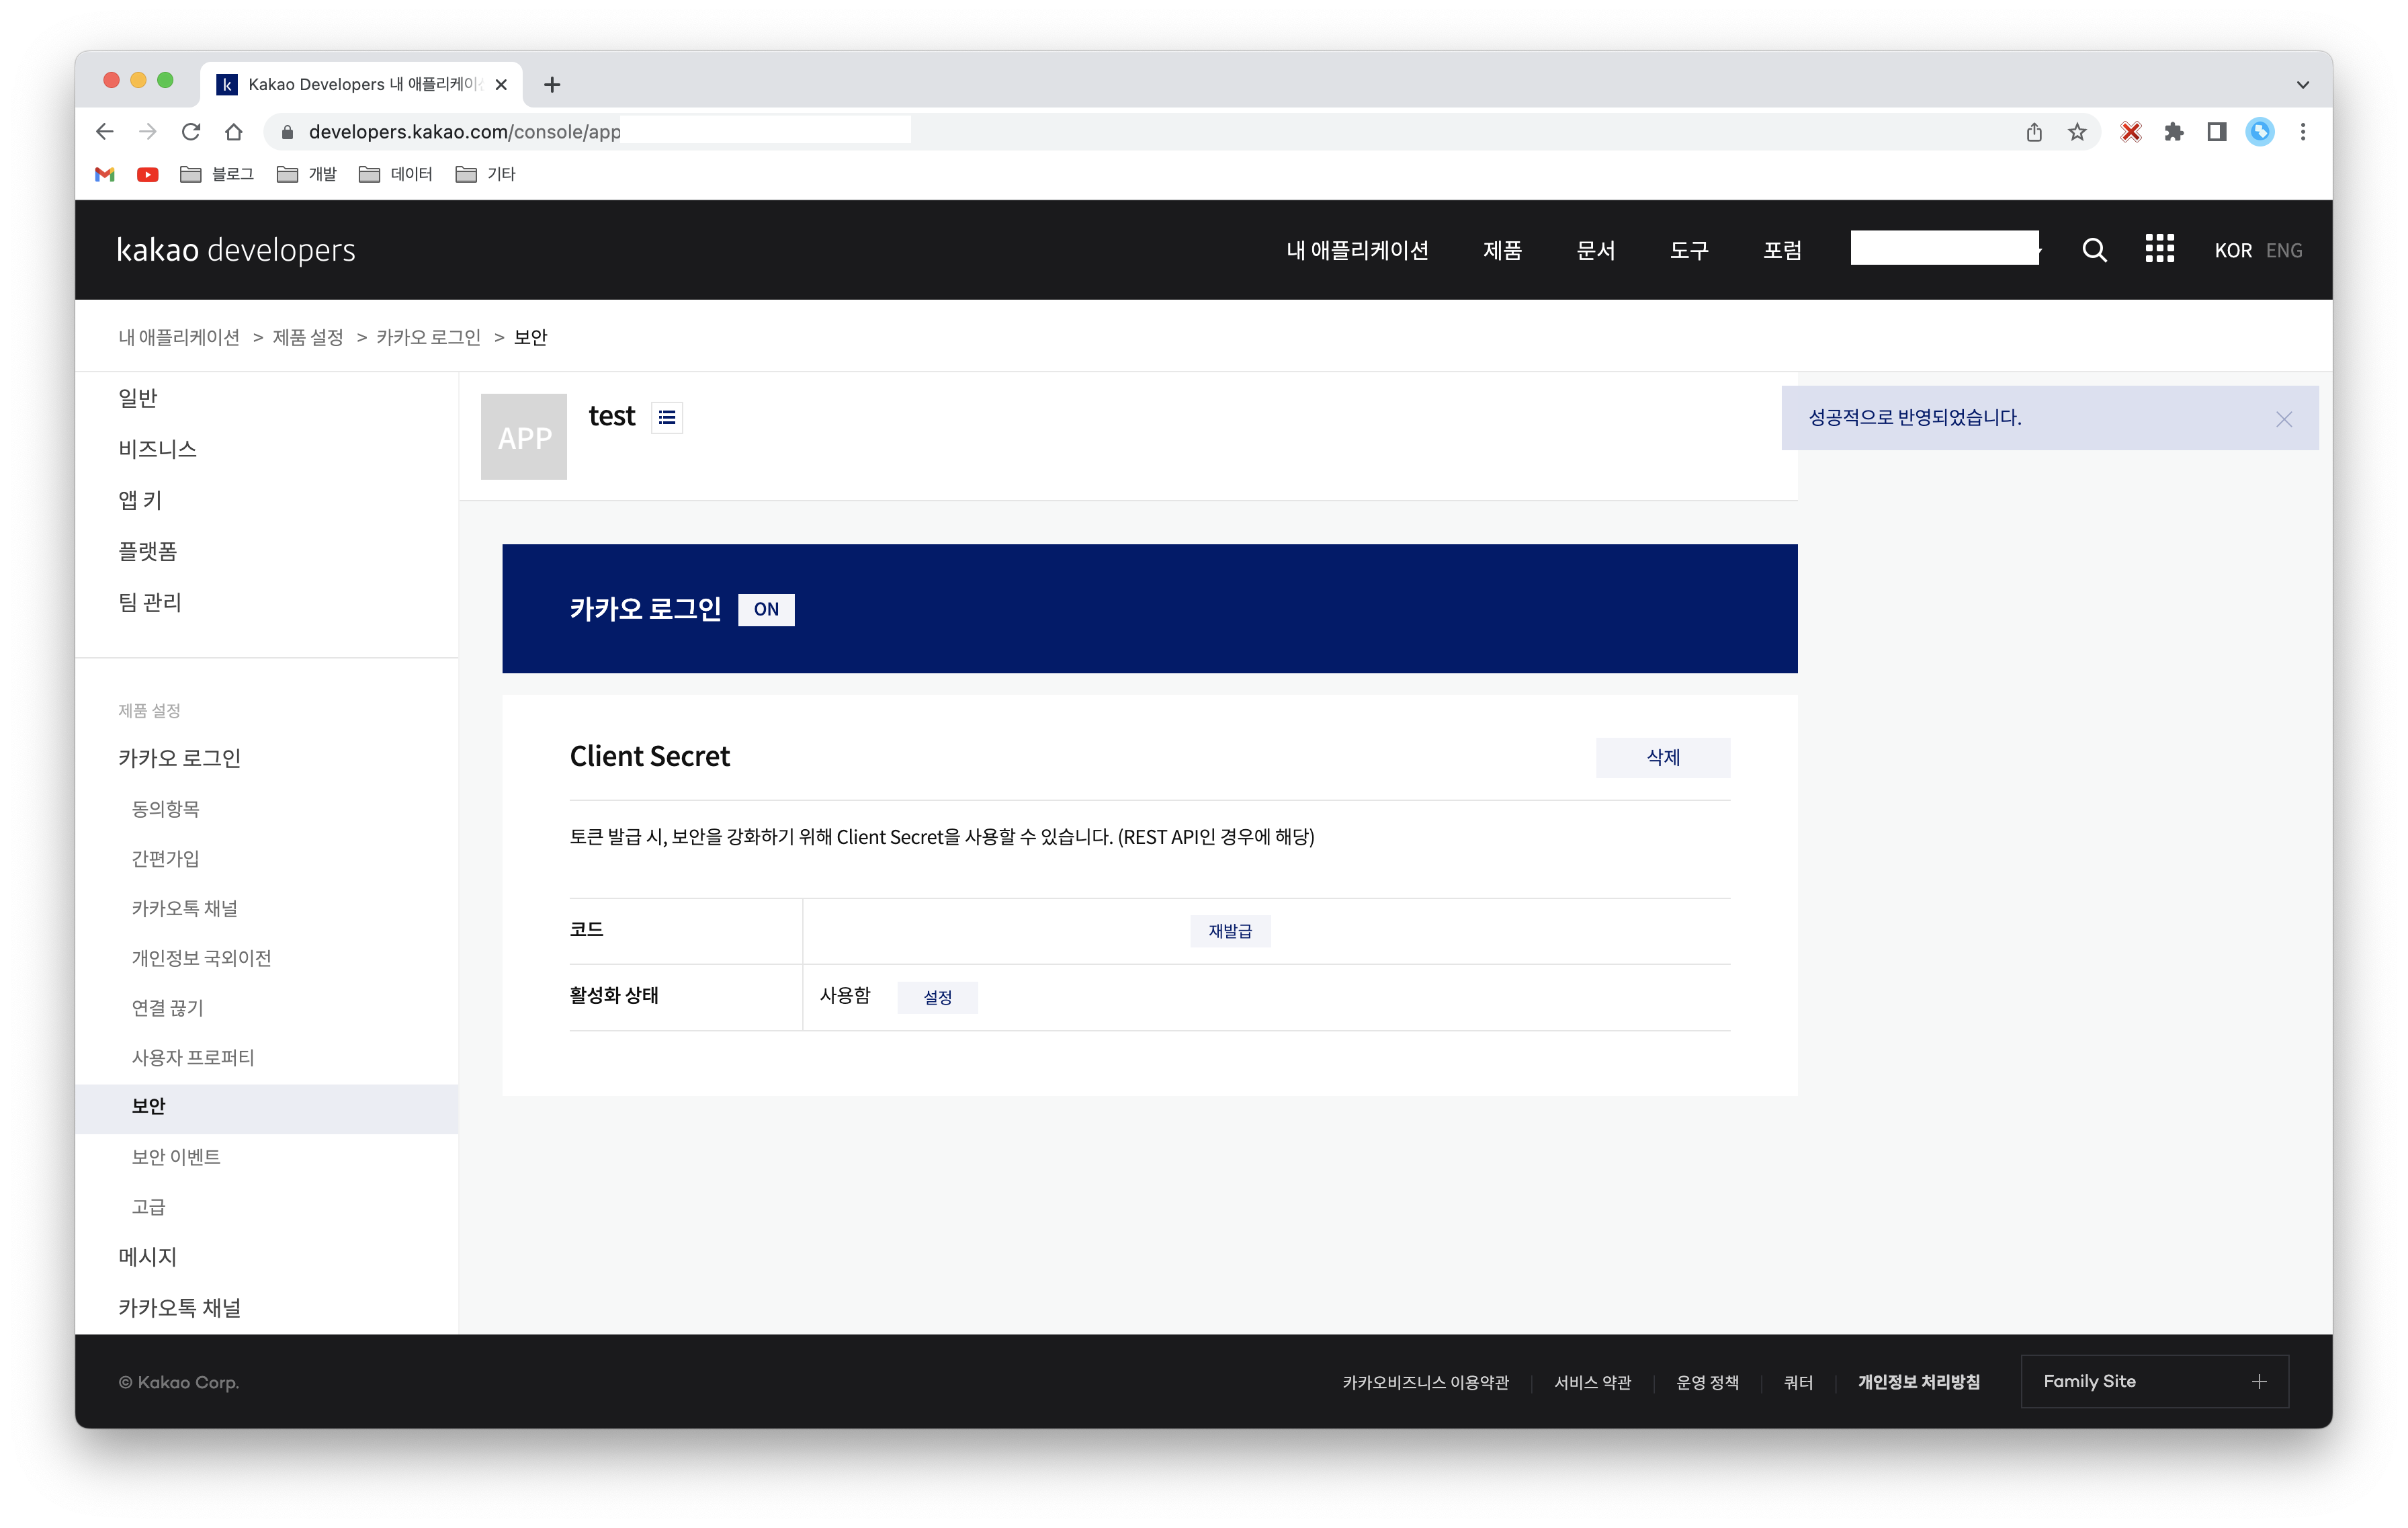 Kakao Developers 내 애플리케이
developers.kakao.com/console/app
블로그 개발 데이터 기타
kakao developers
내 애플리케이션 제품 문서 도구 포럼 KOR ENG
내 애플리케이션 > 제품 설정 > 카카오 로그인 > 보안
일반
비즈니스
앱 키
플랫폼
팀 관리
제품 설정
카카오 로그인
동의항목
간편가입
카카오톡 채널
개인정보 국외이전
연결 끊기
사용자 프로퍼티
보안
보안 이벤트
고급
메시지
카카오톡 채널
APP
test
성공적으로 반영되었습니다.
카카오 로그인 ON
Client Secret
삭제
토큰 발급 시, 보안을 강화하기 위해 Client Secret을 사용할 수 있습니다. (REST API인 경우에 해당)
코드 재발급
활성화 상태 사용함 설정
© Kakao Corp.
카카오비즈니스 이용약관 서비스 약관 운영 정책 쿼터 개인정보 처리방침 Family Site